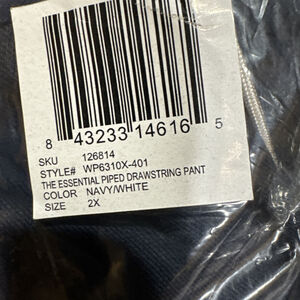 8 43233 14616 5
SKU 126814
STYLE# WP6310X-401
THE ESSENTIAL PIPED DRAWSTRING PANT
COLOR NAVY/WHITE
SIZE 2X